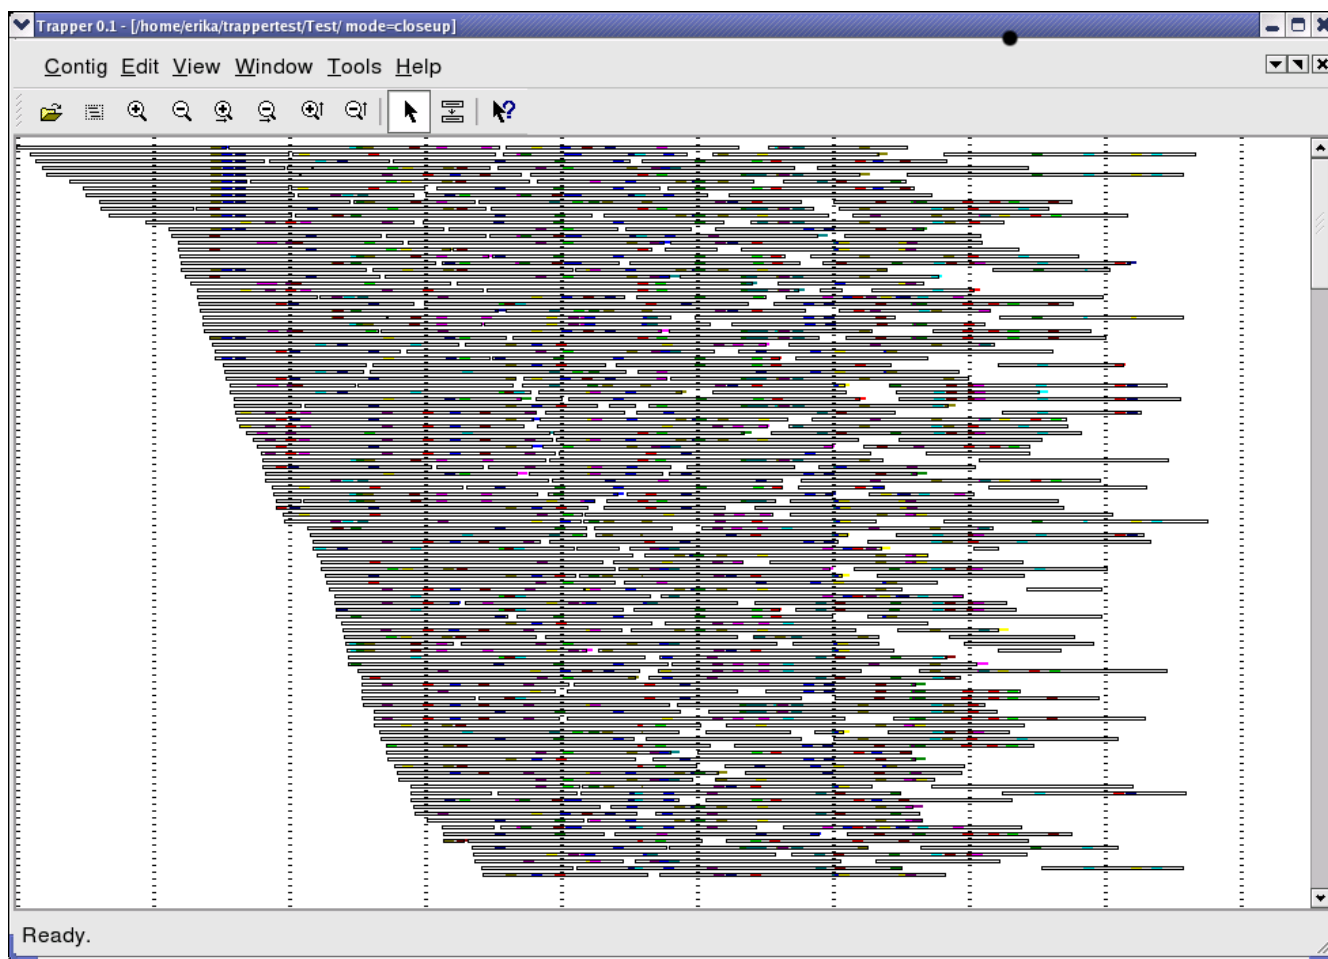 Trapper 0.1 - [/home/erika/trappertest/Test/ mode=closeup]
Contig Edit View Window Tools Help
Ready.